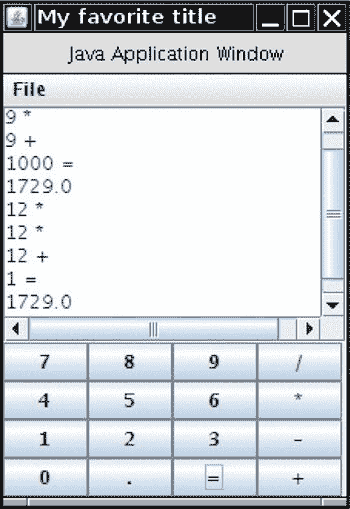 My favorite title
Java Application Window
File
9 *
9 +
1000 =
1729.0
12 *
12 *
12 +
1 =
1729.0
7 8 9 /
4 5 6 *
1 2 3 -
0 . = +